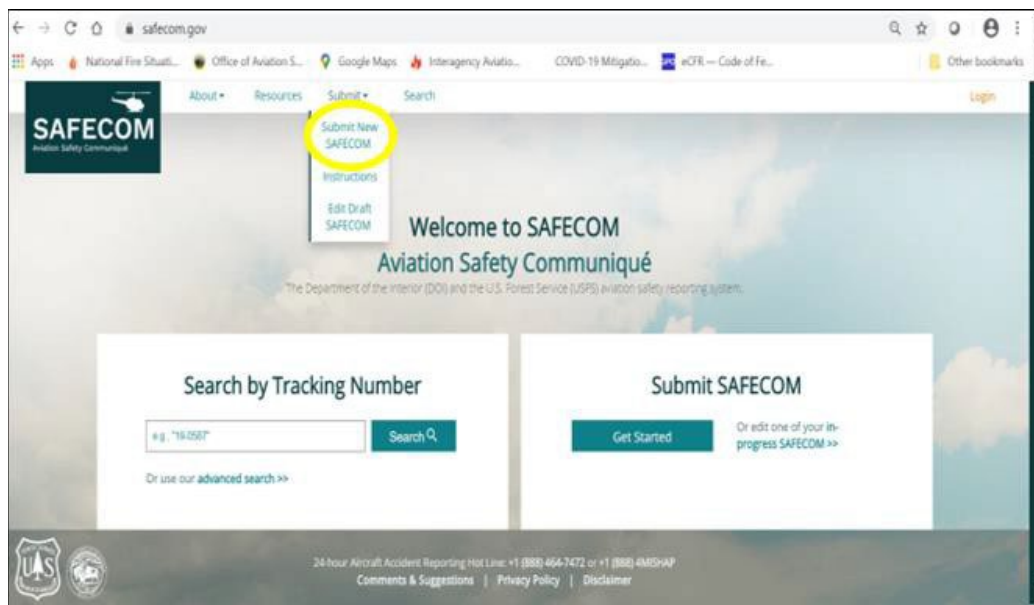 safecom.gov
Apps National Fire Situati... Office of Aviation S... Google Maps Interagency Aviatio... COVID-19 Mitigatio... eCFR — Code of Fe... Other bookmarks
SAFECOM
Aviation Safety Communiqué
About Resources Submit Search Login
Submit New
SAFECOM
Instructions
Edit Draft
SAFECOM
Welcome to SAFECOM
Aviation Safety Communiqué
The Department of the Interior (DOI) and the U.S. Forest Service (USFS) aviation safety reporting system.
Search by Tracking Number
e.g., "19-0567"
Search
Or use our advanced search >>
Submit SAFECOM
Get Started
Or edit one of your in-
progress SAFECOM >>
24-hour Aircraft Accident Reporting Hot Line: +1 (888) 464-7472 or +1 (888) 4MISHAP
Comments & Suggestions | Privacy Policy | Disclaimer
UAS